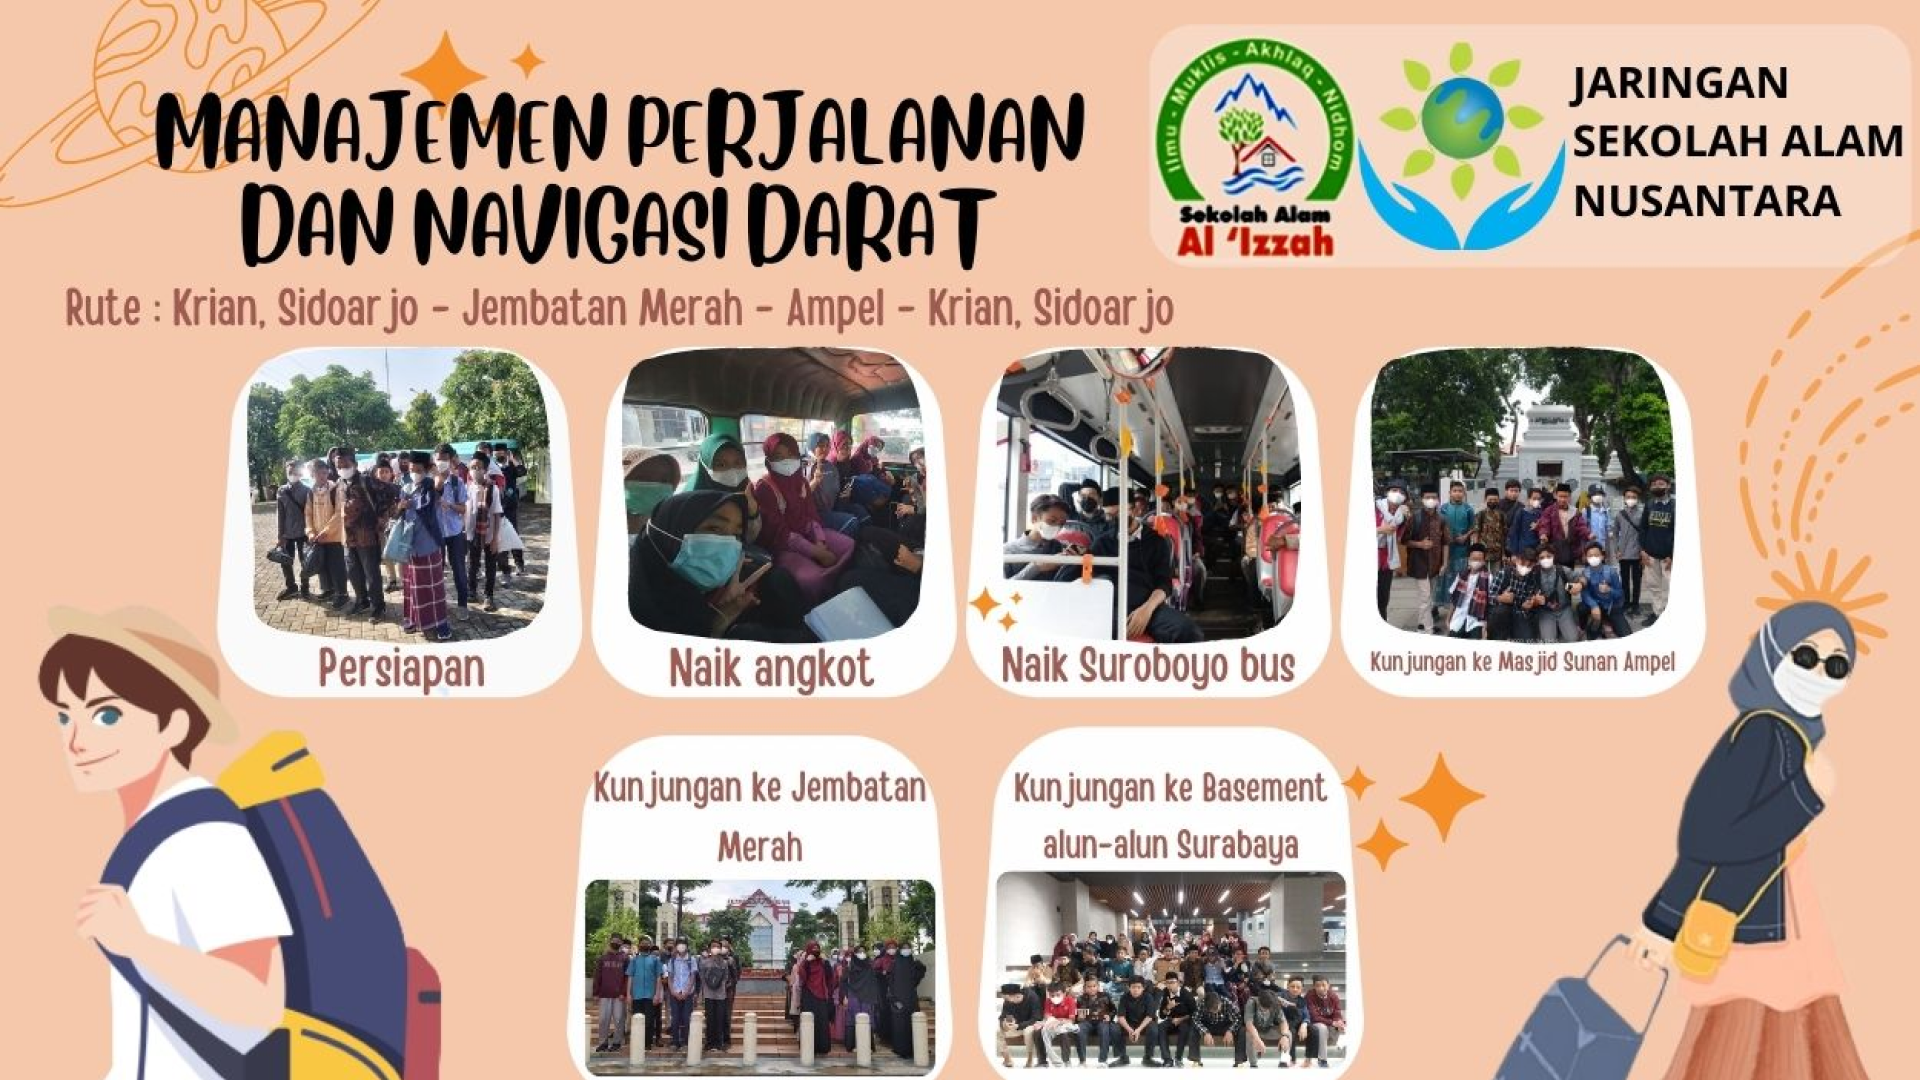 MANAJEMEN PERJALANAN
DAN NAVIGASI DARAT
Rute : Krian, Sidoarjo - Jembatan Merah - Ampel - Krian, Sidoarjo
Ilmu - Muklis - Akhlaq - Nidhom
Sekolah Alam
Al 'Izzah
JARINGAN
SEKOLAH ALAM
NUSANTARA
Persiapan
Naik angkot
Naik Suroboyo bus
Kunjungan ke Masjid Sunan Ampel
Kunjungan ke Jembatan
Merah
Kunjungan ke Basement
alun-alun Surabaya